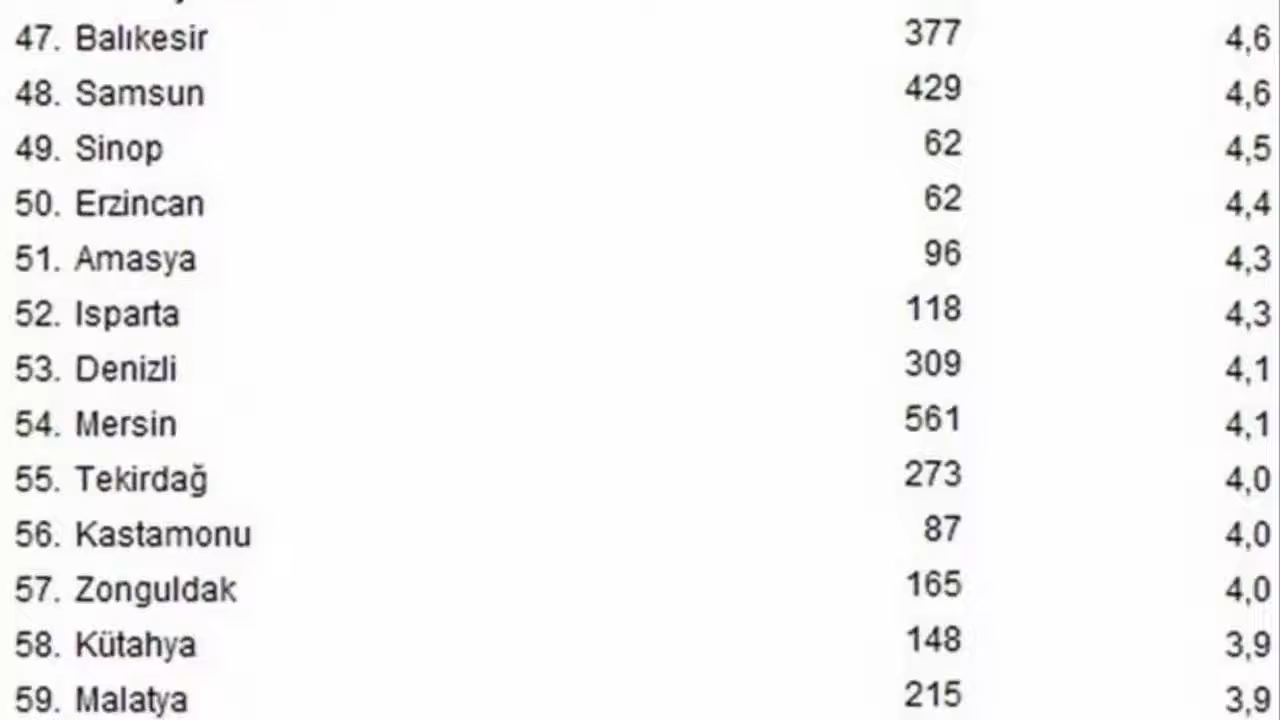 47. Balıkesir 377 4,6
48. Samsun 429 4,6
49. Sinop 62 4,5
50. Erzincan 62 4,4
51. Amasya 96 4,3
52. Isparta 118 4,3
53. Denizli 309 4,1
54. Mersin 561 4,1
55. Tekirdağ 273 4,0
56. Kastamonu 87 4,0
57. Zonguldak 165 4,0
58. Kütahya 148 3,9
59. Malatya 215 3,9